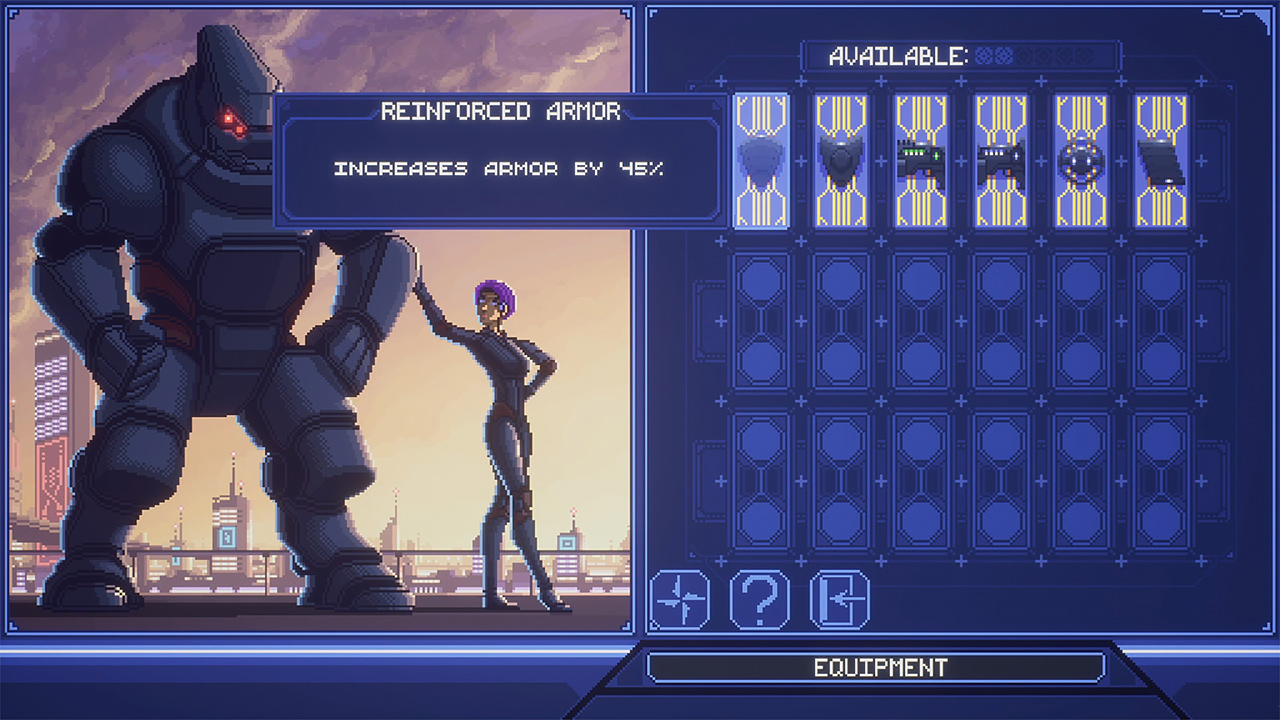 AVAILABLE:
REINFORCED ARMOR
INCREASES ARMOR BY 45%
?
EQUIPMENT